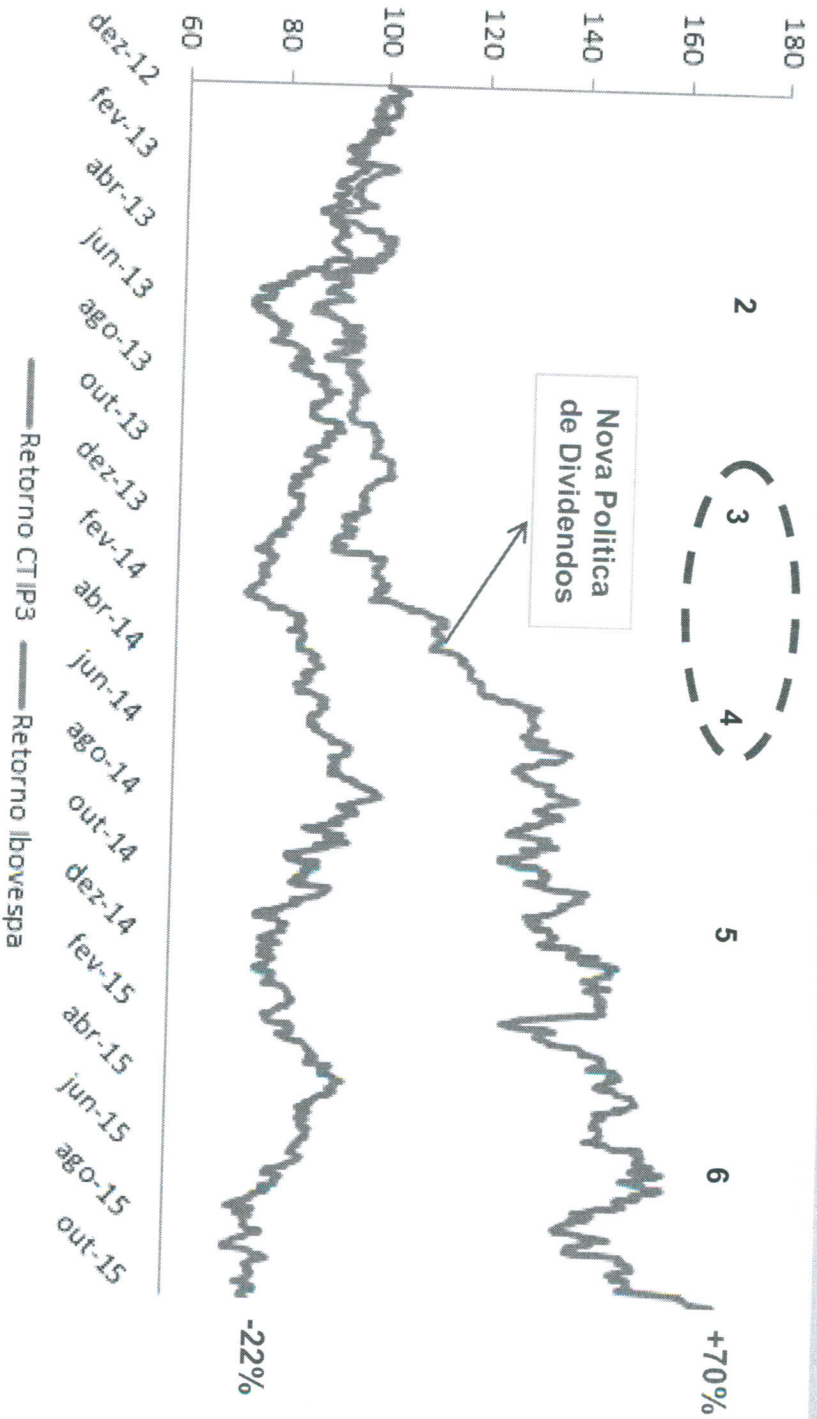 180
160
140
120
100
80
60
2
3
4
5
6
Nova Politica
de Dividendos
+70%
-22%
dez-12
fev-13
abr-13
jun-13
ago-13
out-13
dez-13
fev-14
abr-14
jun-14
ago-14
out-14
dez-14
fev-15
abr-15
jun-15
ago-15
out-15
Retorno CTIP3 Retorno Ibovespa